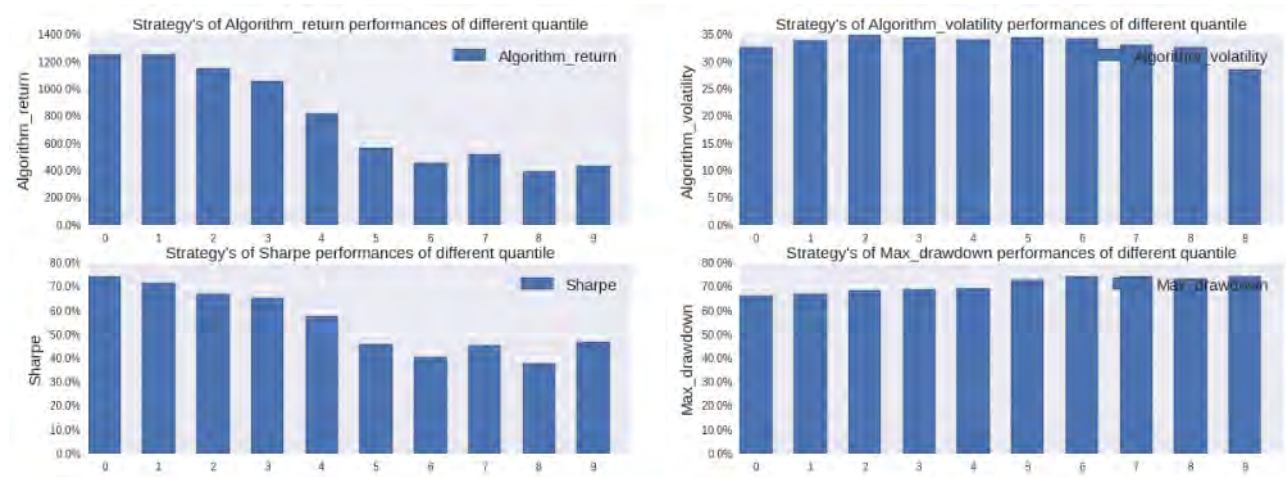 Strategy's of Algorithm_return performances of different quantile
1400.0%
1200.0%
1000.0%
800.0%
600.0%
400.0%
200.0%
0.0%
Algorithm_return
Algorithm_return
0 1 2 3 4 5 6 7 8 9
Strategy's of Algorithm_volatility performances of different quantile
35.0%
30.0%
25.0%
20.0%
15.0%
10.0%
5.0%
0.0%
Algorithm_volatility
Algorithm_volatility
0 1 2 3 4 5 6 7 8 9
Strategy's of Sharpe performances of different quantile
80.0%
70.0%
60.0%
50.0%
40.0%
30.0%
20.0%
10.0%
0.0%
Sharpe
Sharpe
0 1 2 3 4 5 6 7 8 9
Strategy's of Max_drawdown performances of different quantile
80.0%
70.0%
60.0%
50.0%
40.0%
30.0%
20.0%
10.0%
0.0%
Max_drawdown
Max_drawdown
0 1 2 3 4 5 6 7 8 9